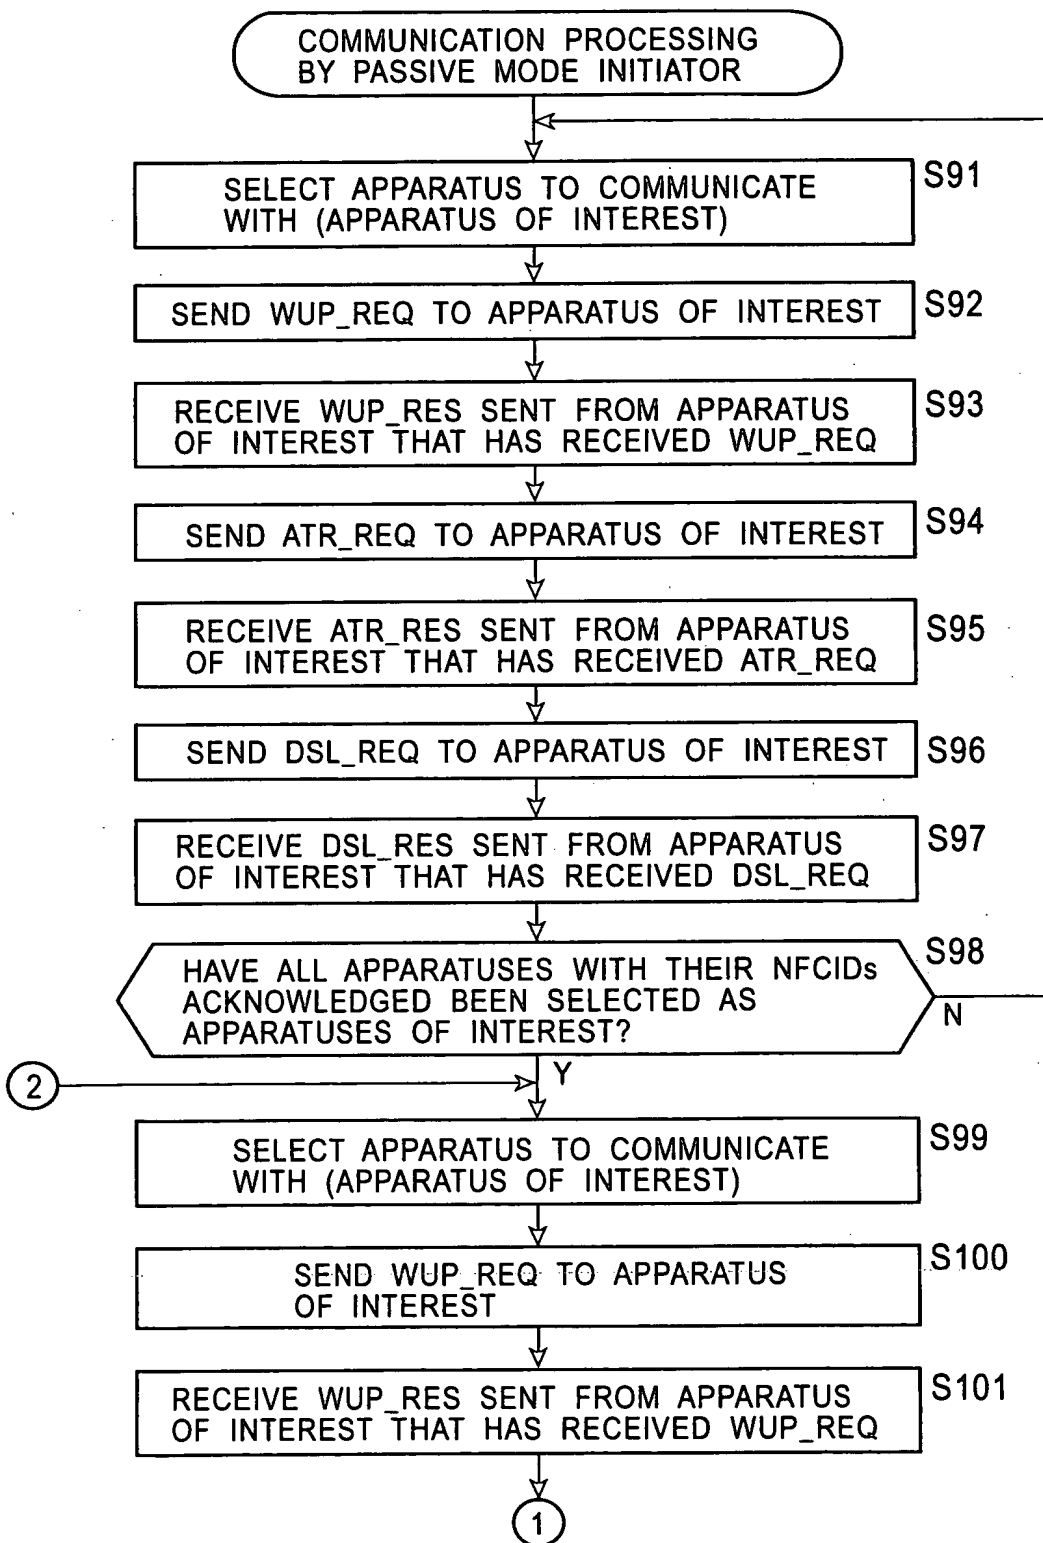 COMMUNICATION PROCESSING
BY PASSIVE MODE INITIATOR
SELECT APPARATUS TO COMMUNICATE
WITH (APPARATUS OF INTEREST)
S91
SEND WUP_REQ TO APPARATUS OF INTEREST
S92
RECEIVE WUP_RES SENT FROM APPARATUS
OF INTEREST THAT HAS RECEIVED WUP_REQ
S93
SEND ATR_REQ TO APPARATUS OF INTEREST
S94
RECEIVE ATR_RES SENT FROM APPARATUS
OF INTEREST THAT HAS RECEIVED ATR_REQ
S95
SEND DSL_REQ TO APPARATUS OF INTEREST
S96
RECEIVE DSL_RES SENT FROM APPARATUS
OF INTEREST THAT HAS RECEIVED DSL_REQ
S97
HAVE ALL APPARATUSES WITH THEIR NFCIDs
ACKNOWLEDGED BEEN SELECTED AS
APPARATUSES OF INTEREST?
S98
N
Y
2
SELECT APPARATUS TO COMMUNICATE
WITH (APPARATUS OF INTEREST)
S99
SEND WUP_REQ TO APPARATUS
OF INTEREST
S100
RECEIVE WUP_RES SENT FROM APPARATUS
OF INTEREST THAT HAS RECEIVED WUP_REQ
S101
1